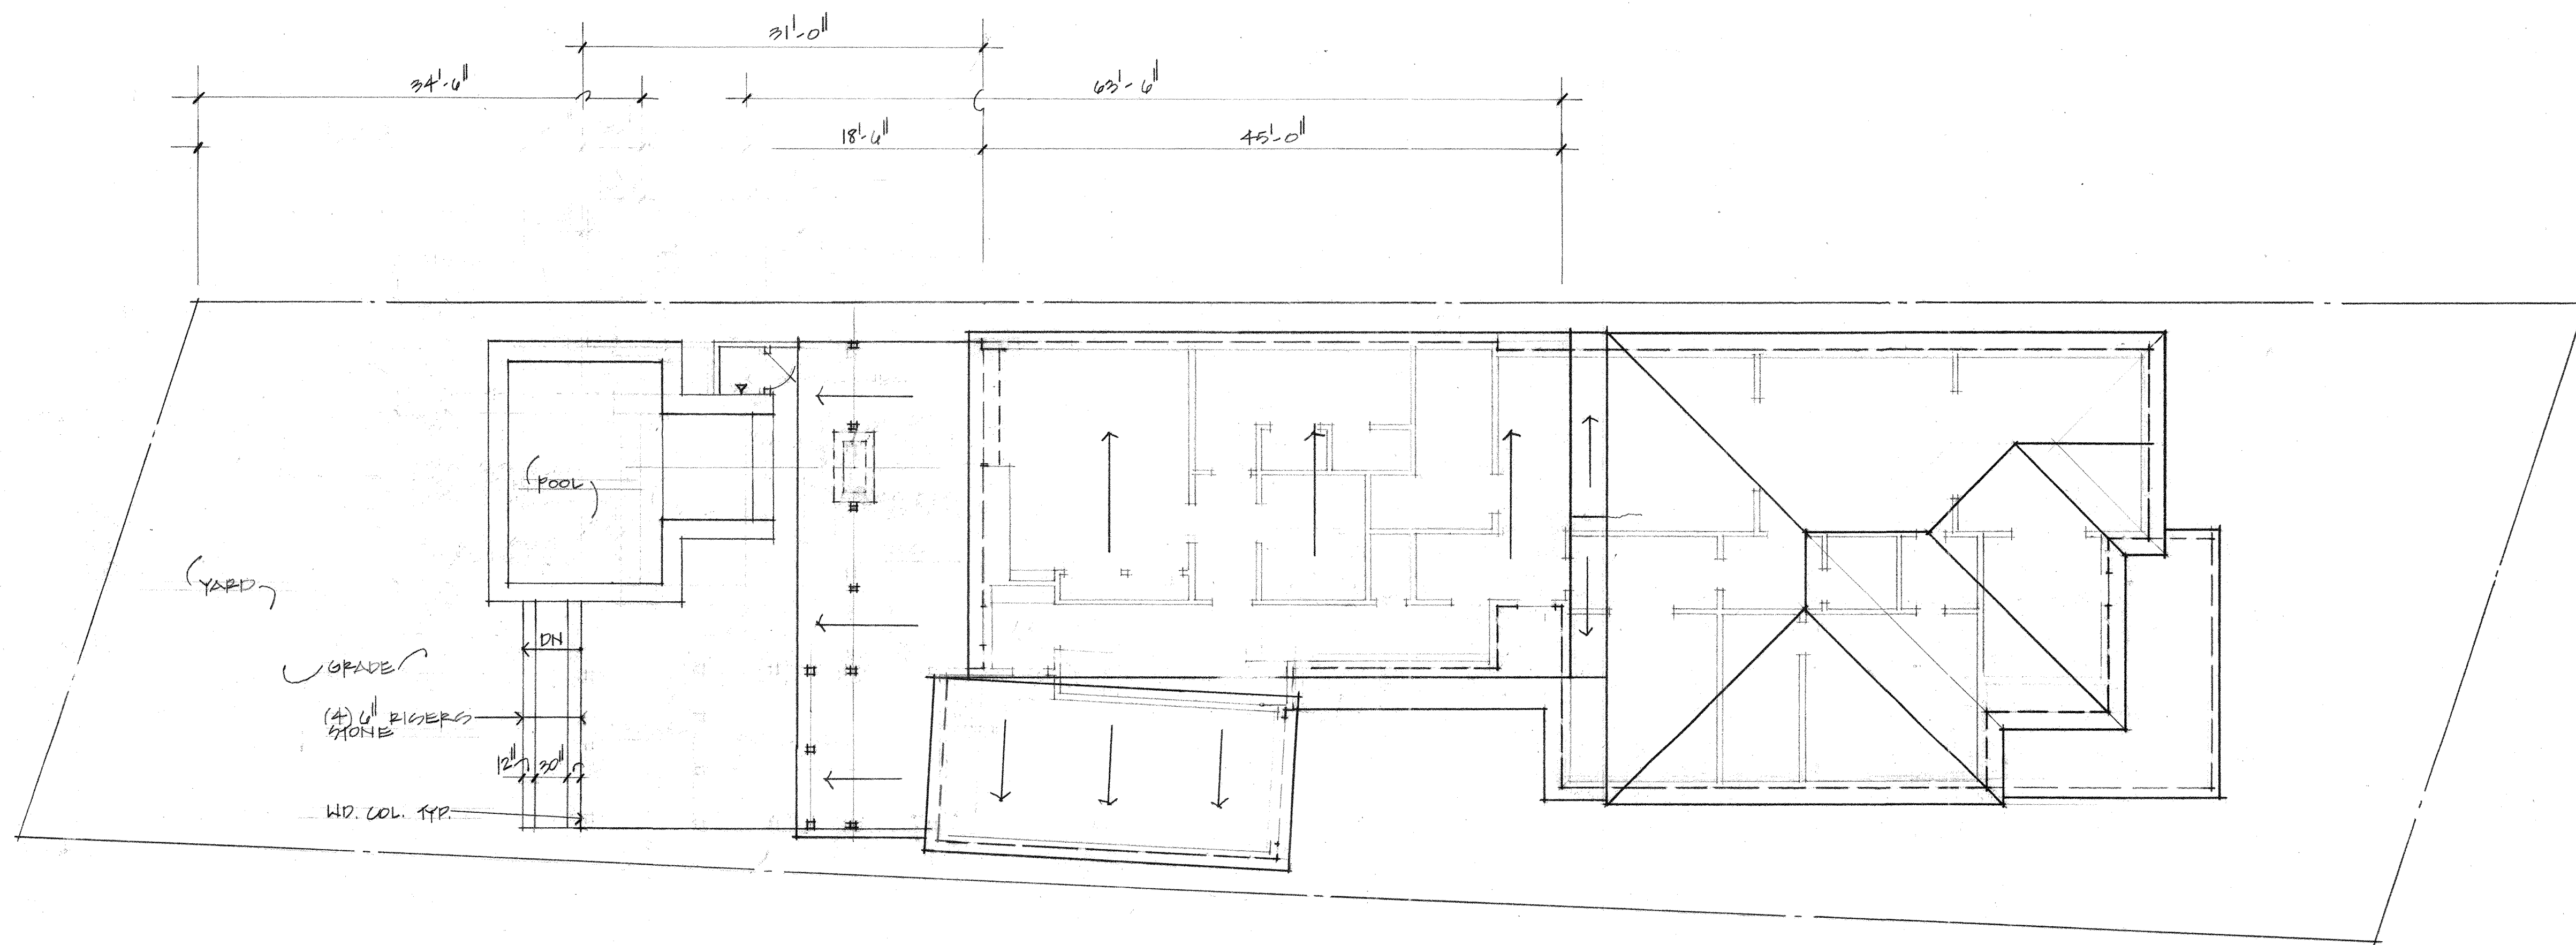 31'-0"
34'-6"
63'-6"
18'-6"
45'-0"
POOL
YARD
DN
GRADE
(4) 6" RISERS
STONE
12"
30"
WD. COL. TYP.